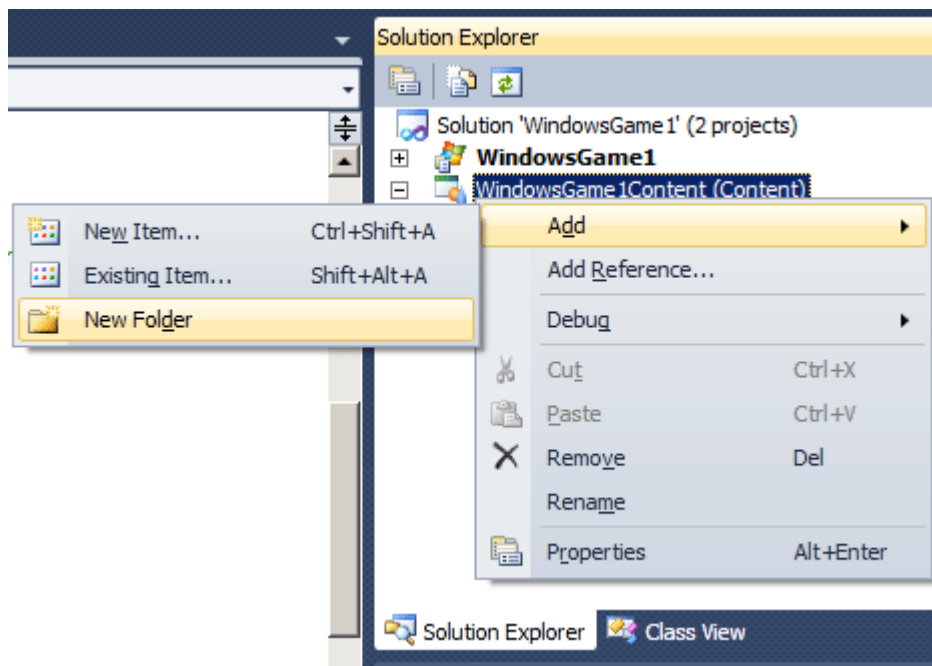 Solution Explorer
Solution 'WindowsGame1' (2 projects)
WindowsGame1
WindowsGame1Content (Content)
Add
Add Reference...
Debug
Cut Ctrl+X
Paste Ctrl+V
Remove Del
Rename
Properties Alt+Enter
New Item... Ctrl+Shift+A
Existing Item... Shift+Alt+A
New Folder
Solution Explorer
Class View